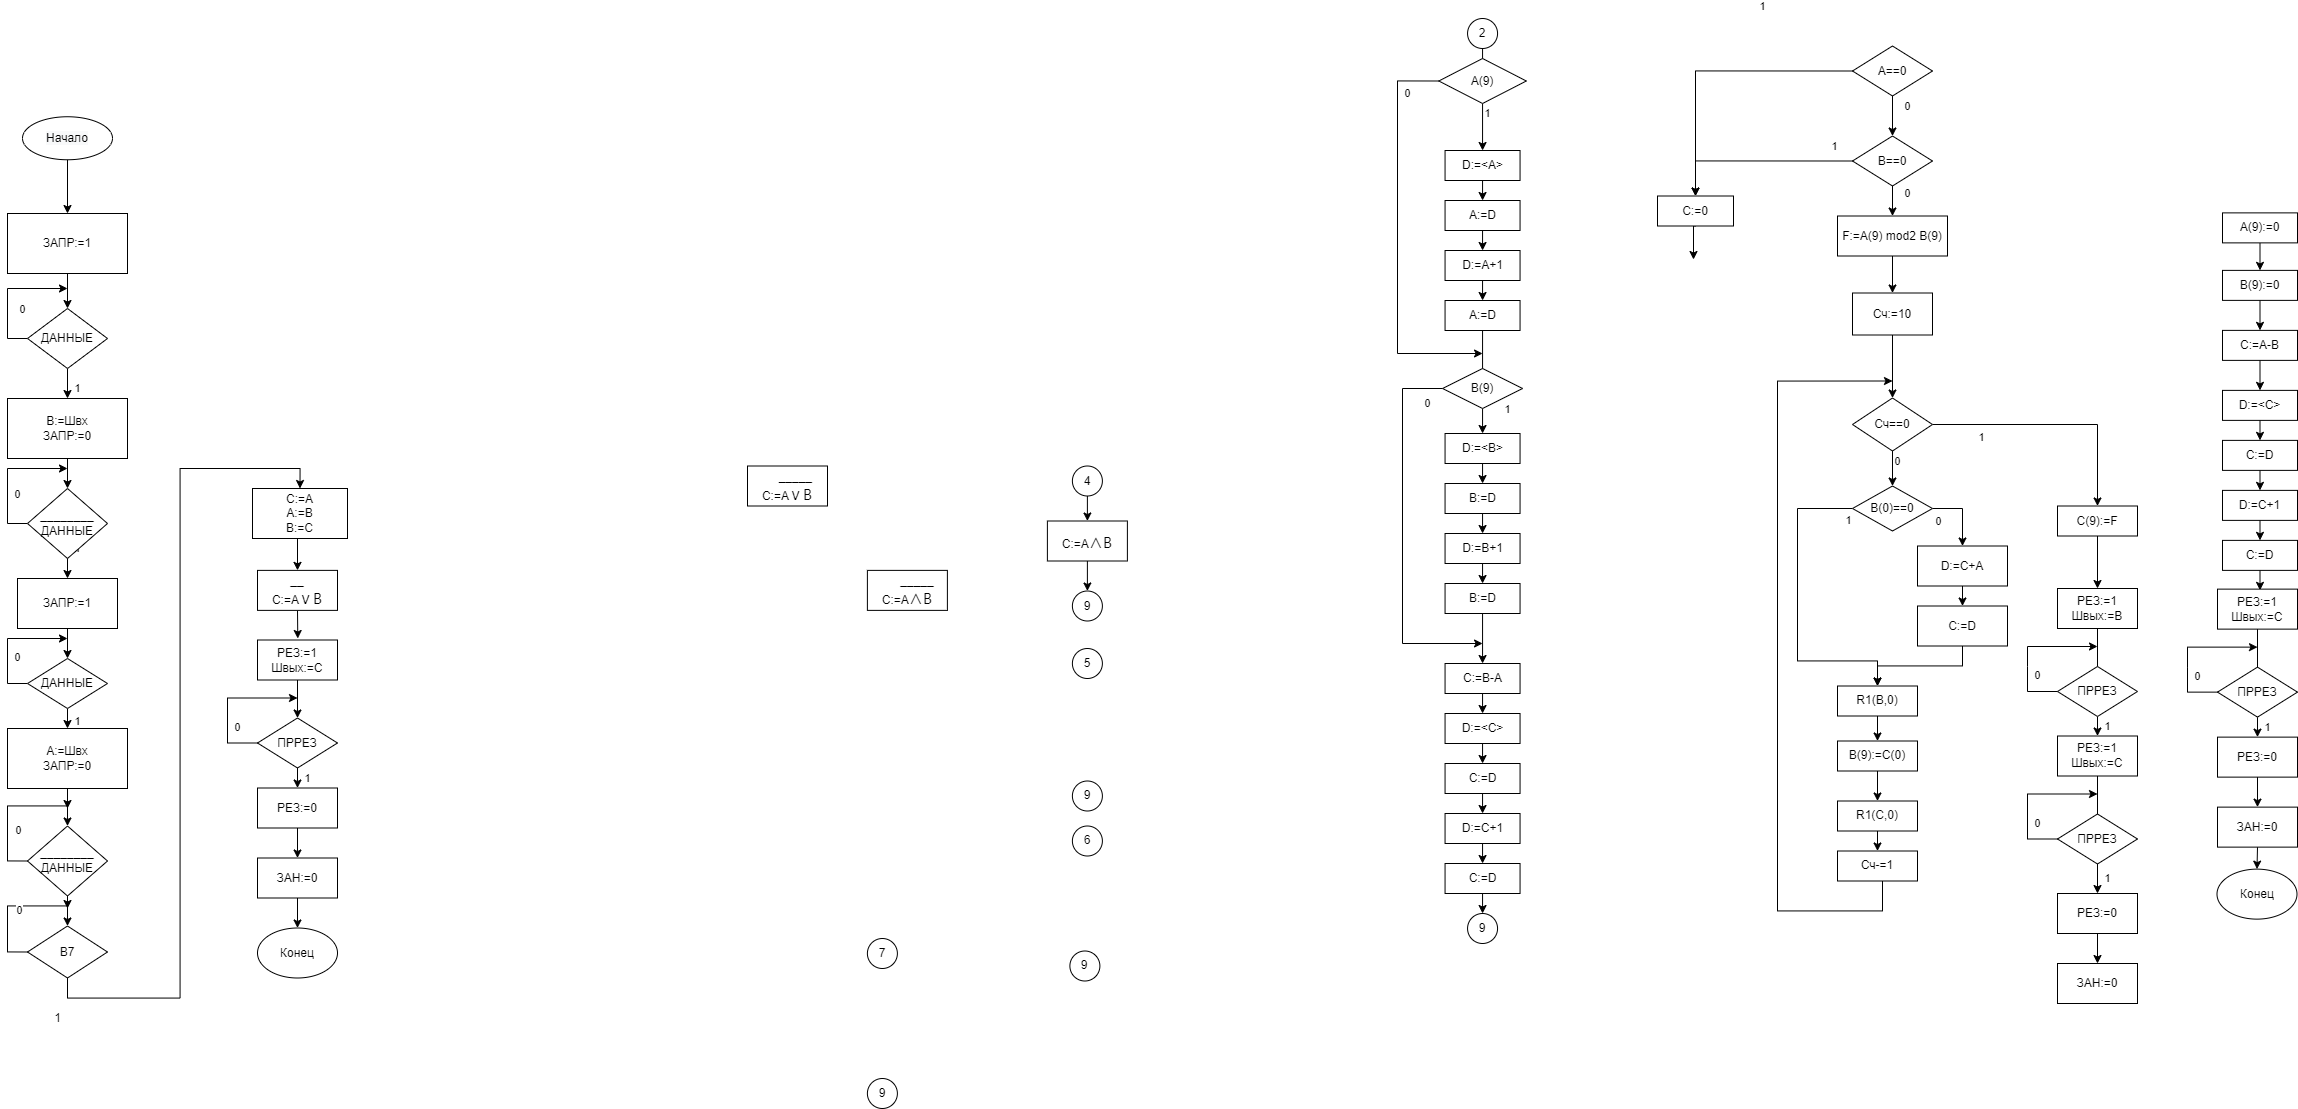 Начало
ЗАПР:=1
0
ДАННЫЕ
1
B:=Швх
ЗАПР:=0
0
ДАННЫЕ
ЗАПР:=1
0
ДАННЫЕ
1
A:=Швх
ЗАПР:=0
0
ДАННЫЕ
0
B7
1
C:=A
A:=B
B:=C
C:=A V B
РЕЗ:=1
Швых:=C
0
ПРРЕЗ
1
РЕЗ:=0
ЗАН:=0
Конец
C:=A V B
C:=A⋀B
7
9
4
C:=A⋀B
9
5
9
6
9
2
A(9)
0
1
D:=<A>
A:=D
D:=A+1
A:=D
B(9)
0
1
D:=<B>
B:=D
D:=B+1
B:=D
C:=B-A
D:=<C>
C:=D
D:=C+1
C:=D
9
1
A==0
0
1
B==0
0
C:=0
F:=A(9) mod2 B(9)
Сч:=10
Сч==0
1
0
B(0)==0
1
0
D:=C+A
C:=D
R1(B,0)
B(9):=C(0)
R1(C,0)
Сч-=1
C(9):=F
РЕЗ:=1
Швых:=B
0
ПРРЕЗ
1
РЕЗ:=1
Швых:=C
0
ПРРЕЗ
1
РЕЗ:=0
ЗАН:=0
A(9):=0
B(9):=0
C:=A-B
D:=<C>
C:=D
D:=C+1
C:=D
РЕЗ:=1
Швых:=C
0
ПРРЕЗ
1
РЕЗ:=0
ЗАН:=0
Конец